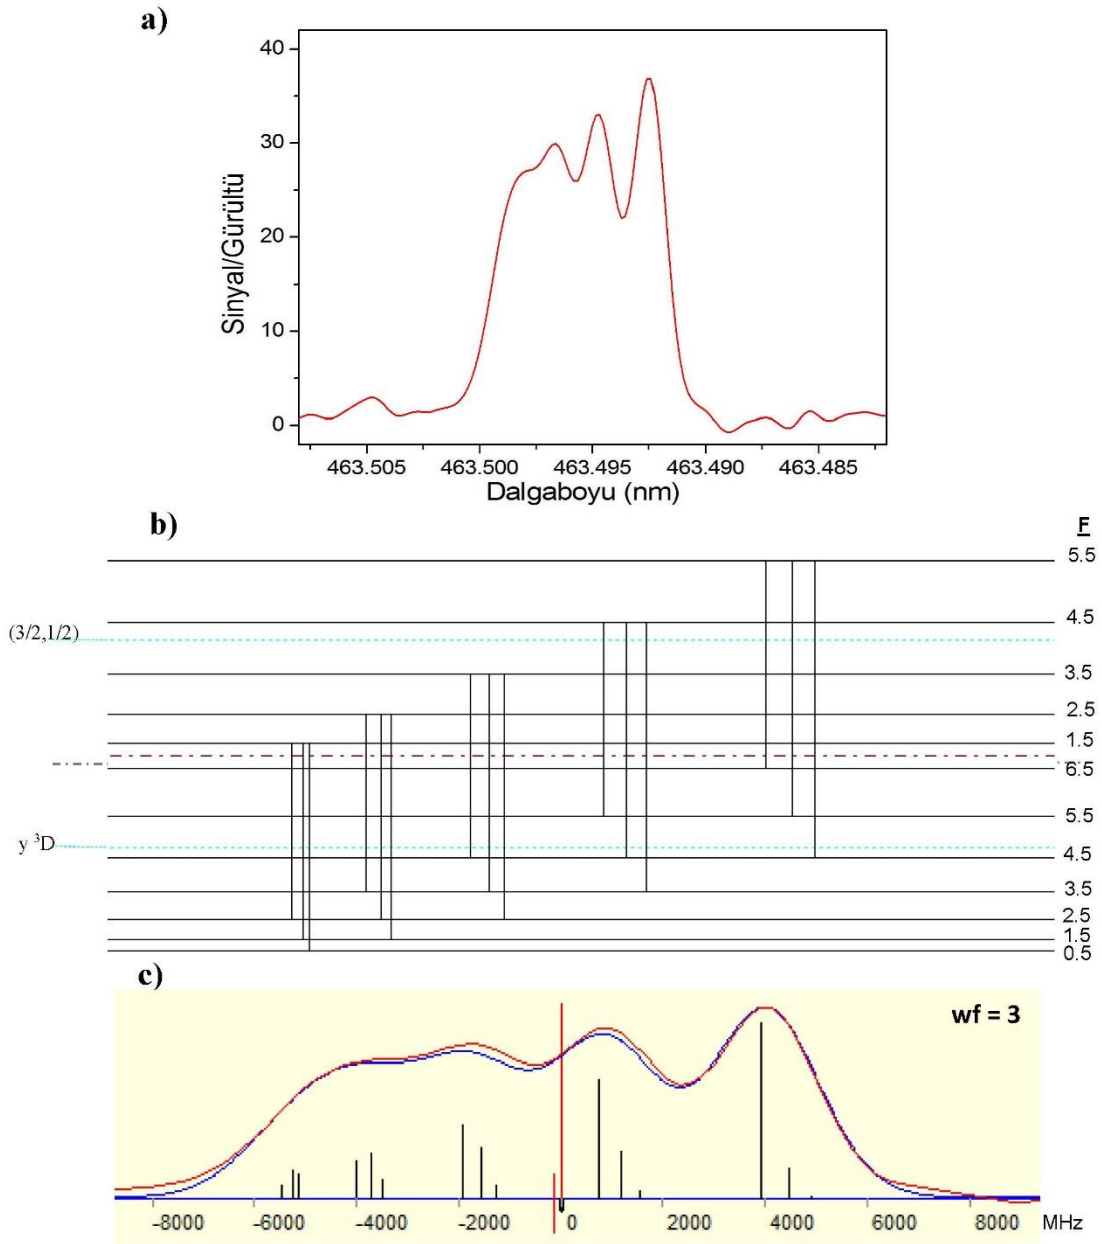 a)
40
30
20
10
0
Sinyal/Gürültü
463.505 463.500 463.495 463.490 463.485
Dalgaboyu (nm)
b)
F
5.5
4.5
(3/2,1/2)
3.5
2.5
1.5
6.5
5.5
y ³D
4.5
3.5
2.5
1.5
0.5
c)
wf = 3
-8000 -6000 -4000 -2000 0 2000 4000 6000 8000 MHz